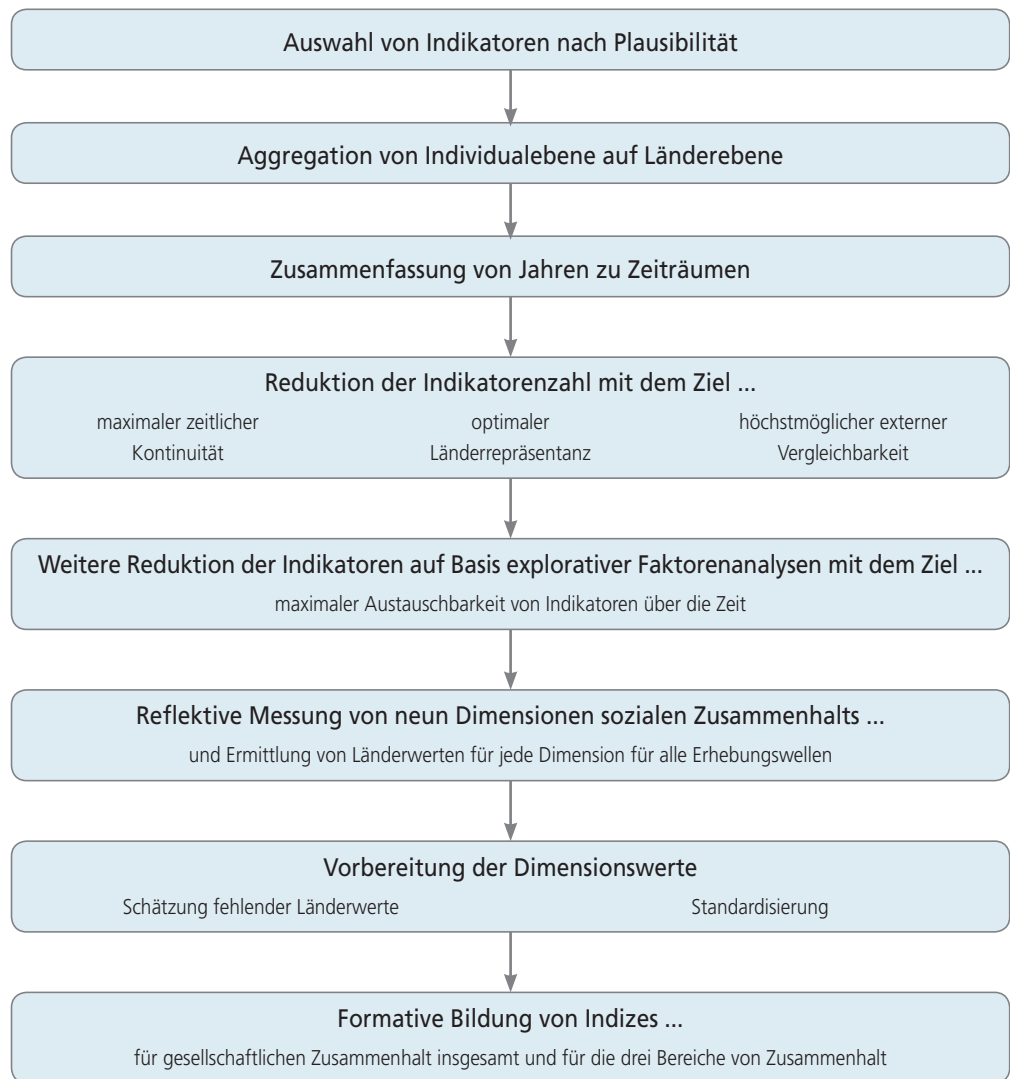 Auswahl von Indikatoren nach Plausibilität
Aggregation von Individualebene auf Länderebene
Zusammenfassung von Jahren zu Zeiträumen
Reduktion der Indikatorenzahl mit dem Ziel ...
maximaler zeitlicher
Kontinuität
optimaler
Länderrepräsentanz
höchstmöglicher externer
Vergleichbarkeit
Weitere Reduktion der Indikatoren auf Basis explorativer Faktorenanalysen mit dem Ziel ...
maximaler Austauschbarkeit von Indikatoren über die Zeit
Reflektive Messung von neun Dimensionen sozialen Zusammenhalts ...
und Ermittlung von Länderwerten für jede Dimension für alle Erhebungswellen
Vorbereitung der Dimensionswerte
Schätzung fehlender Länderwerte
Standardisierung
Formative Bildung von Indizes ...
für gesellschaftlichen Zusammenhalt insgesamt und für die drei Bereiche von Zusammenhalt